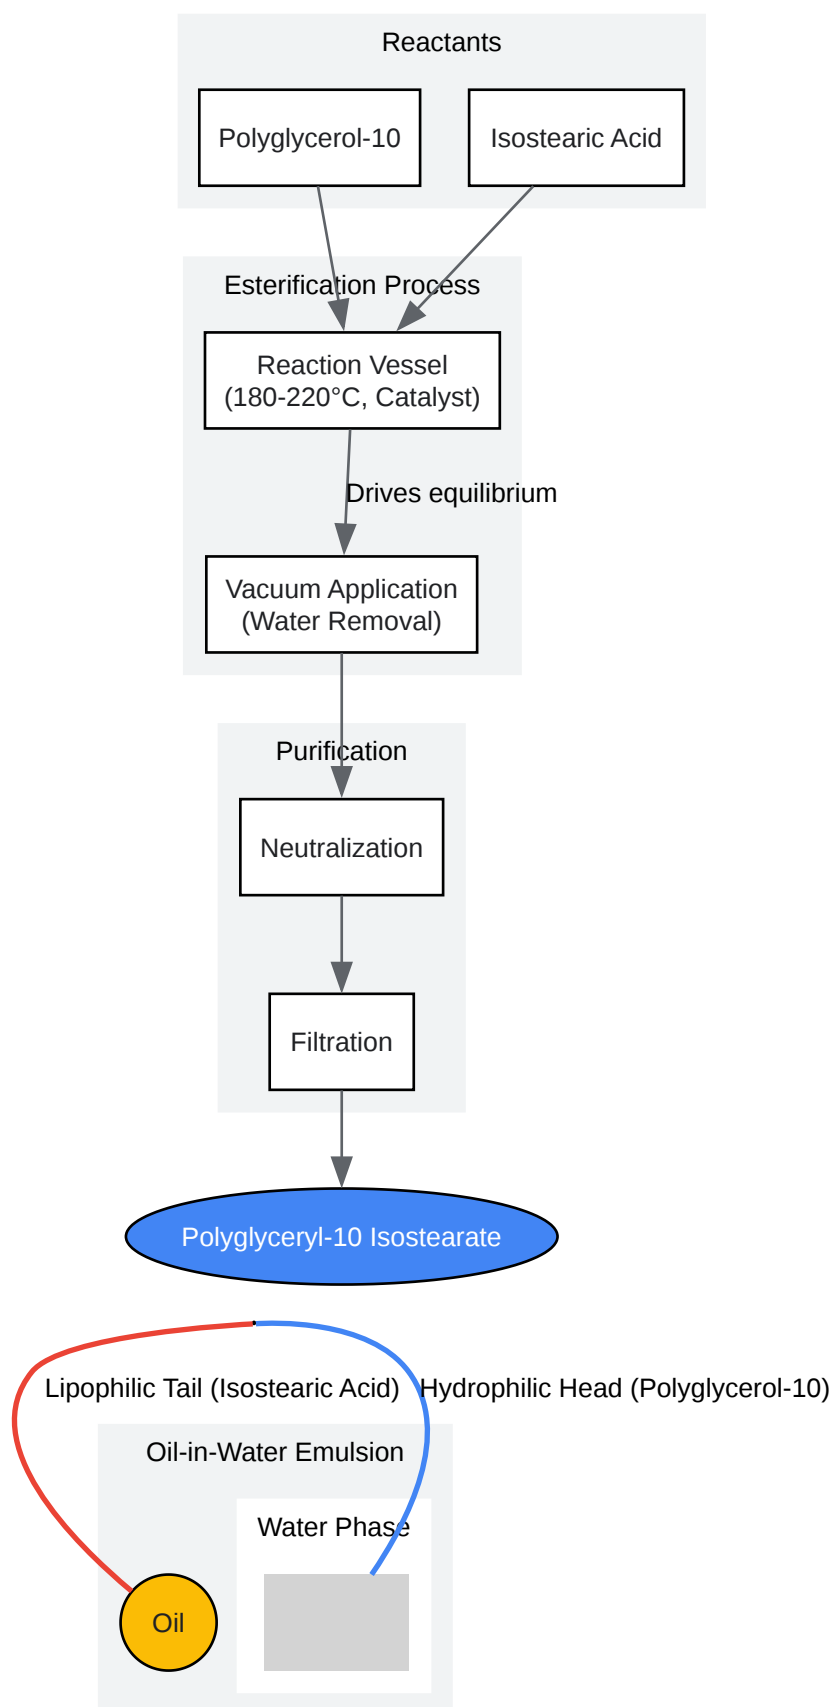 Reactants
Polyglycerol-10
Isostearic Acid
Esterification Process
Reaction Vessel
(180-220°C, Catalyst)
Drives equilibrium
Vacuum Application
(Water Removal)
Purification
Neutralization
Filtration
Polyglyceryl-10 Isostearate
Lipophilic Tail (Isostearic Acid)
Hydrophilic Head (Polyglycerol-10)
Oil-in-Water Emulsion
Water Phase
Oil